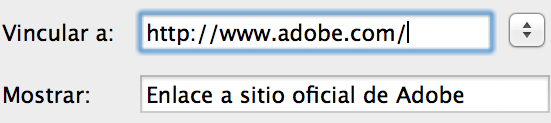 Vincular a: http://www.adobe.com/
Mostrar: Enlace a sitio oficial de Adobe